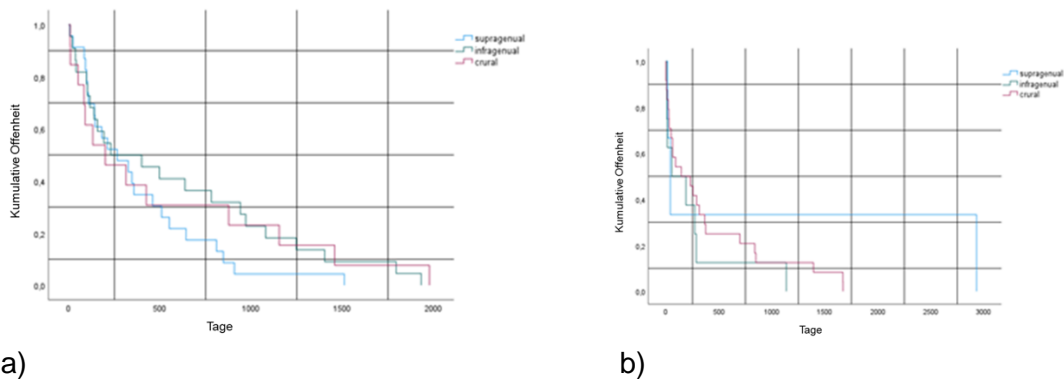 1,0
0,8
0,6
0,4
0,2
0,0
Kumulative Offenheit
0
500
1000
1500
2000
Tage
supragenual
infragenual
crural
a)
1,0
0,8
0,6
0,4
0,2
0,0
Kumulative Offenheit
0
500
1000
1500
2000
2500
3000
Tage
supragenual
infragenual
crural
b)